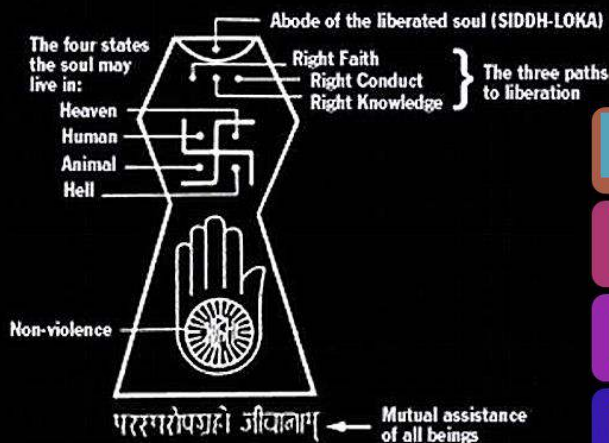 Abode of the liberated soul (SIDDH-LOKA)
The four states
the soul may
live in:
Right Faith
Right Conduct
Right Knowledge
The three paths
to liberation
Heaven
Human
Animal
Hell
Non-violence
परस्परोपग्रहो जीवानाम्
Mutual assistance
of all beings